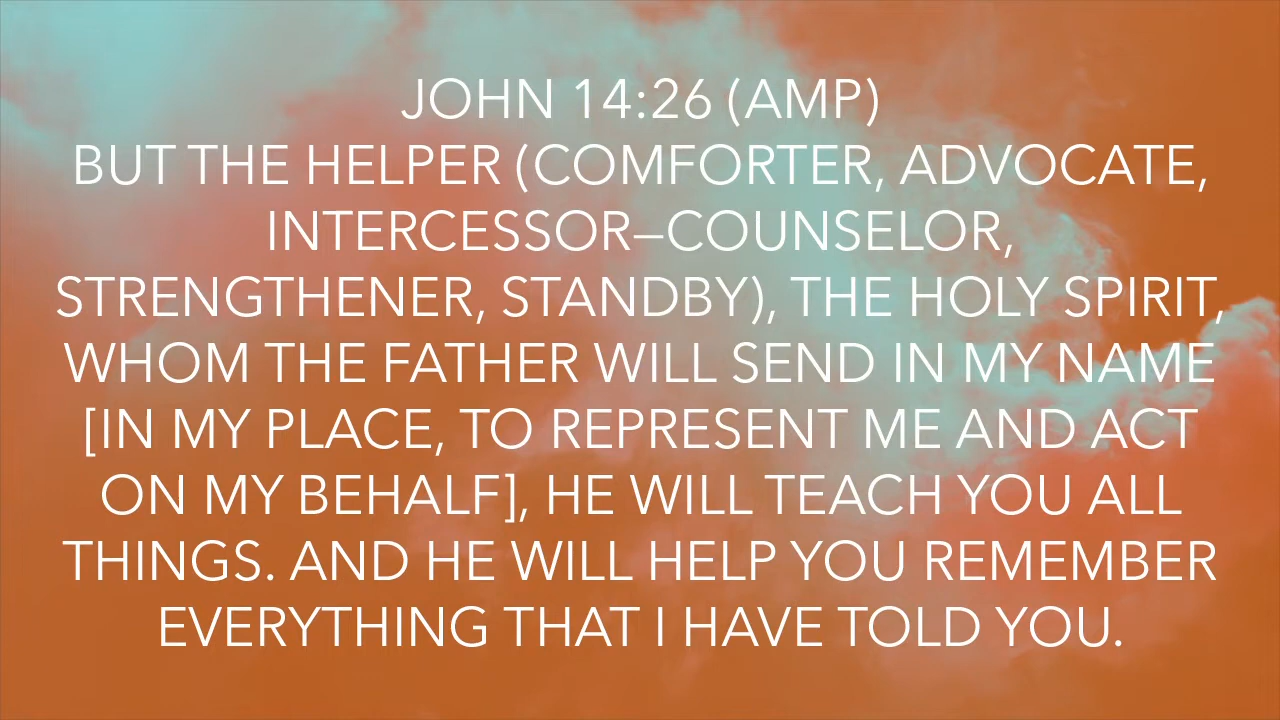 JOHN 14:26 (AMP)
BUT THE HELPER (COMFORTER, ADVOCATE,
INTERCESSOR—COUNSELOR,
STRENGTHENER, STANDBY), THE HOLY SPIRIT,
WHOM THE FATHER WILL SEND IN MY NAME
[IN MY PLACE, TO REPRESENT ME AND ACT
ON MY BEHALF], HE WILL TEACH YOU ALL
THINGS. AND HE WILL HELP YOU REMEMBER
EVERYTHING THAT I HAVE TOLD YOU.